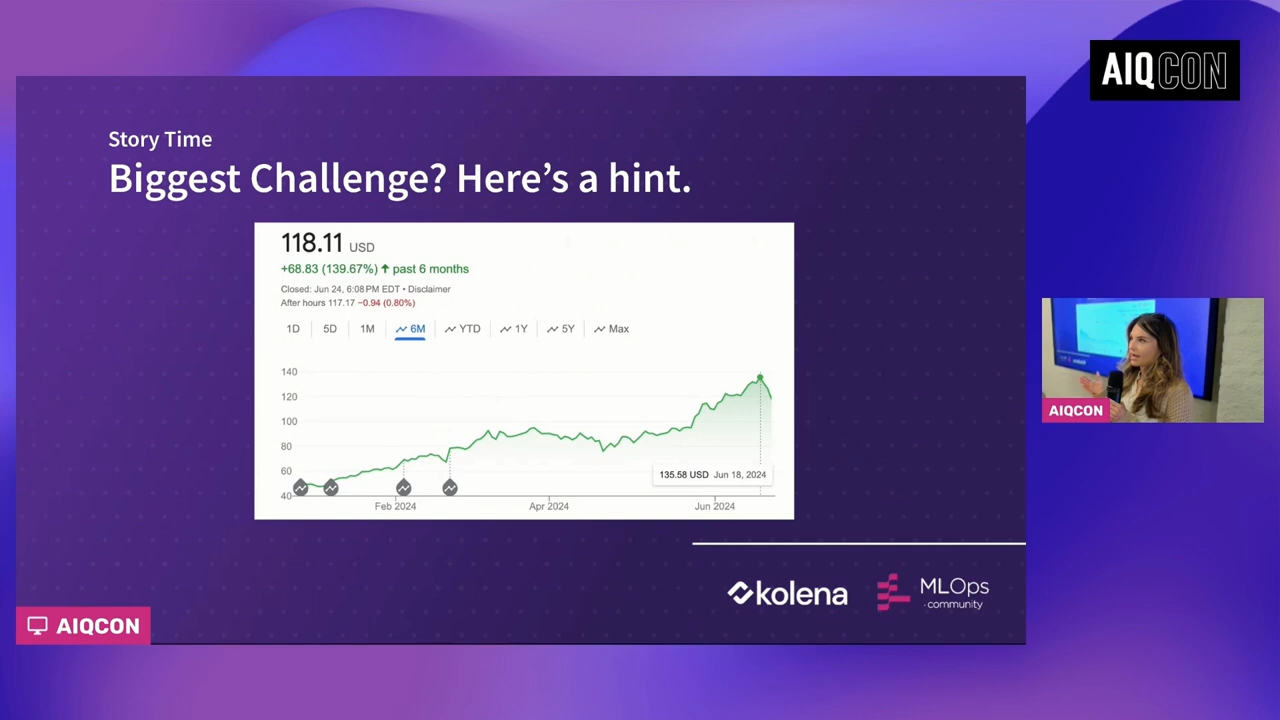 AIQCON
Story Time
Biggest Challenge? Here's a hint.
118.11 USD
+68.83 (139.67%) ↑ past 6 months
Closed: Jun 24, 6:08 PM EDT • Disclaimer
After hours 117.17 −0.94 (0.80%)
1D 5D 1M 6M YTD 1Y 5Y Max
140
120
100
80
60
40
135.58 USD Jun 18, 2024
Feb 2024 Apr 2024 Jun 2024
AIQCON
kolena
MLOps
community
AIQCON